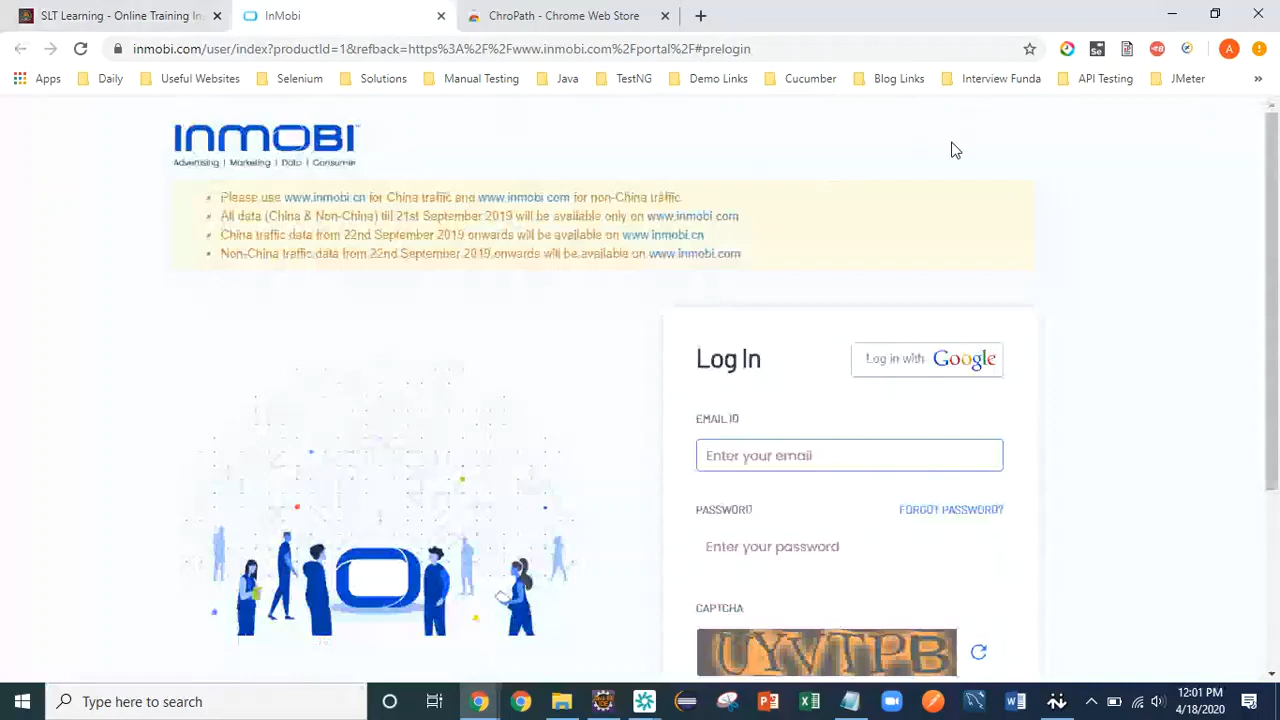 SLT Learning - Online Training In
InMobi
ChroPath - Chrome Web Store
inmobi.com/user/index?productId=1&refback=https%3A%2F%2Fwww.inmobi.com%2Fportal%2F#prelogin
Apps
Daily
Useful Websites
Selenium
Solutions
Manual Testing
Java
TestNG
Demo Links
Cucumber
Blog Links
Interview Funda
API Testing
JMeter
INMOBI
Advertising | Marketing | Data | Consumer
Please use www.inmobi.cn for China traffic and www.inmobi.com for non-China traffic.
All data (China & Non-China) till 21st September 2019 will be available only on www.inmobi.com
China traffic data from 22nd September 2019 onwards will be available on www.inmobi.cn
Non-China traffic data from 22nd September 2019 onwards will be available on www.inmobi.com
Log In
Log in with Google
EMAIL ID
Enter your email
PASSWORD
FORGOT PASSWORD?
Enter your password
CAPTCHA
UYVTPB
Type here to search
12:01 PM
4/18/2020